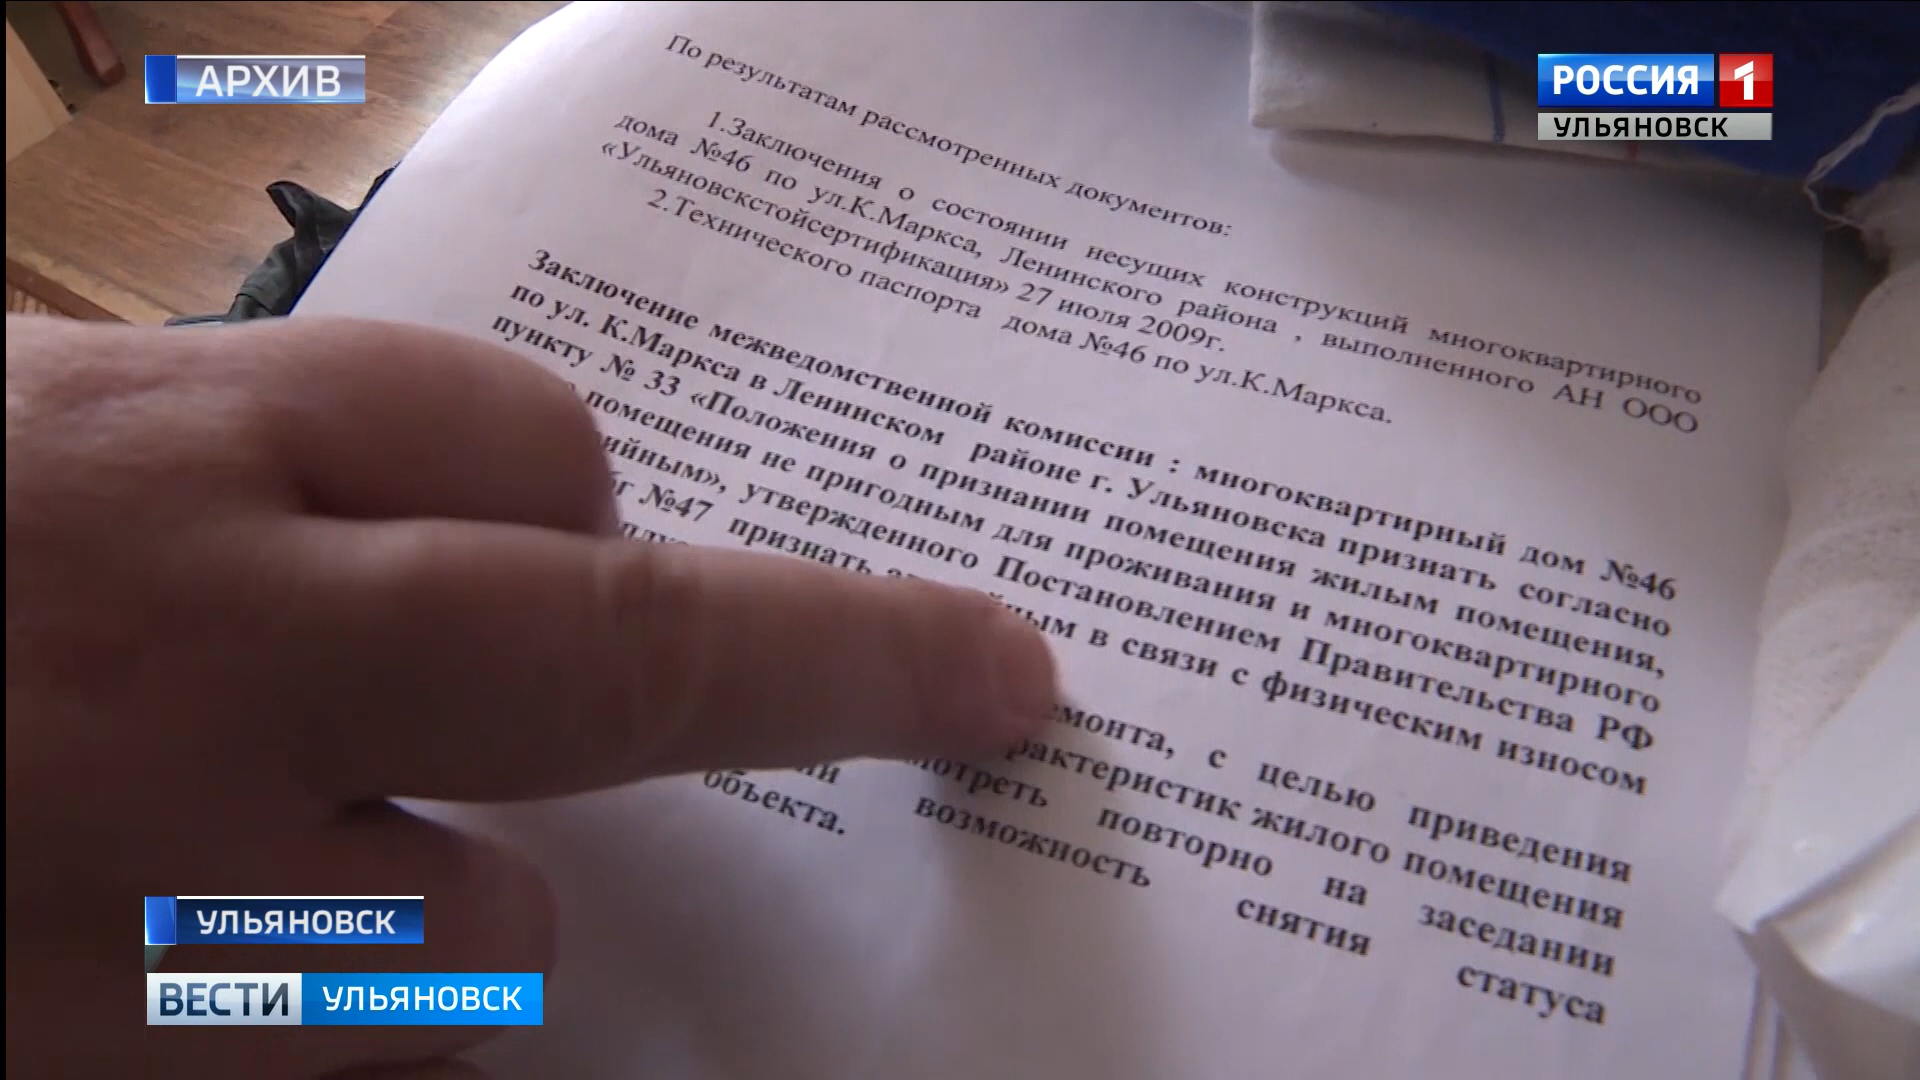 АРХИВ
РОССИЯ 1
УЛЬЯНОВСК
По результатам рассмотренных документов:
1.Заключения о состоянии несущих конструкций многоквартирного
дома №46 по ул.К.Маркса, Ленинского района , выполненного АН ООО
«Ульяновскстойсертификация» 27 июля 2009г.
2.Технического паспорта дома №46 по ул.К.Маркса.
Заключение межведомственной комиссии : многоквартирный дом №46
по ул. К.Маркса в Ленинском районе г. Ульяновска признать согласно
пункту № 33 «Положения о признании помещения жилым помещения,
помещения не пригодным для проживания и многоквартирного
ийным», утвержденного Постановлением Правительства РФ
№47 признать в связи с физическим износом
емонта, с целью приведения
рактеристик жилого помещения
мотреть повторно на заседании
возможность снятия статуса
объекта.
УЛЬЯНОВСК
ВЕСТИ УЛЬЯНОВСК